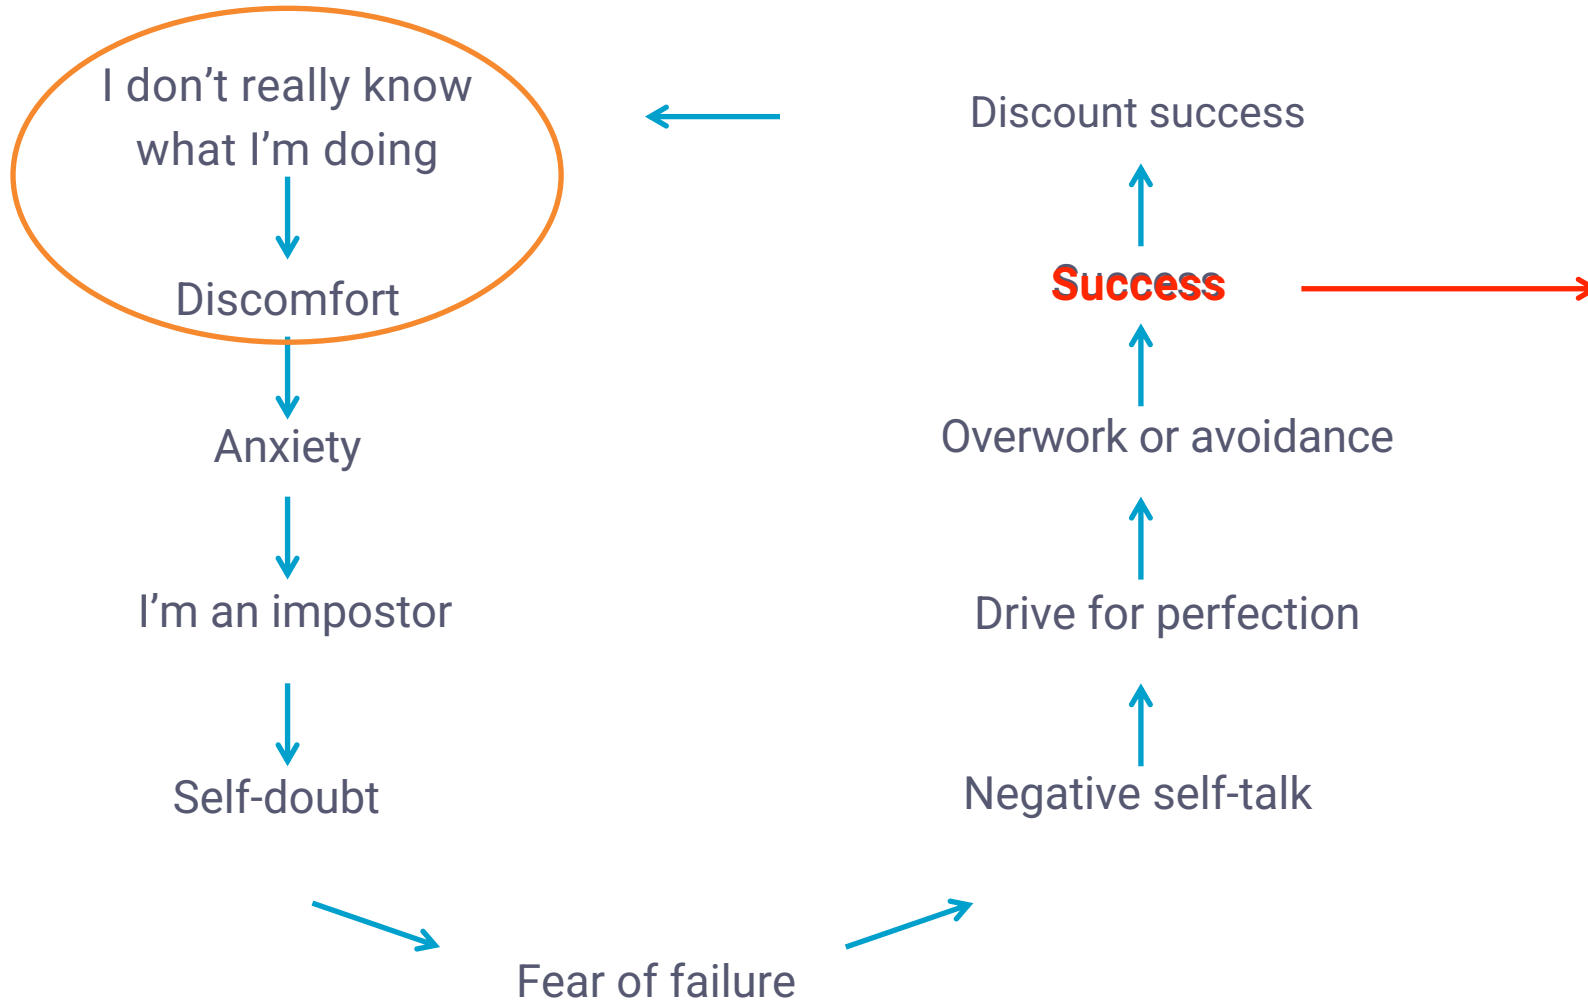 I don’t really know
what I’m doing
Discomfort
Anxiety
I’m an impostor
Self-doubt
Fear of failure
Negative self-talk
Drive for perfection
Overwork or avoidance
Success
Discount success